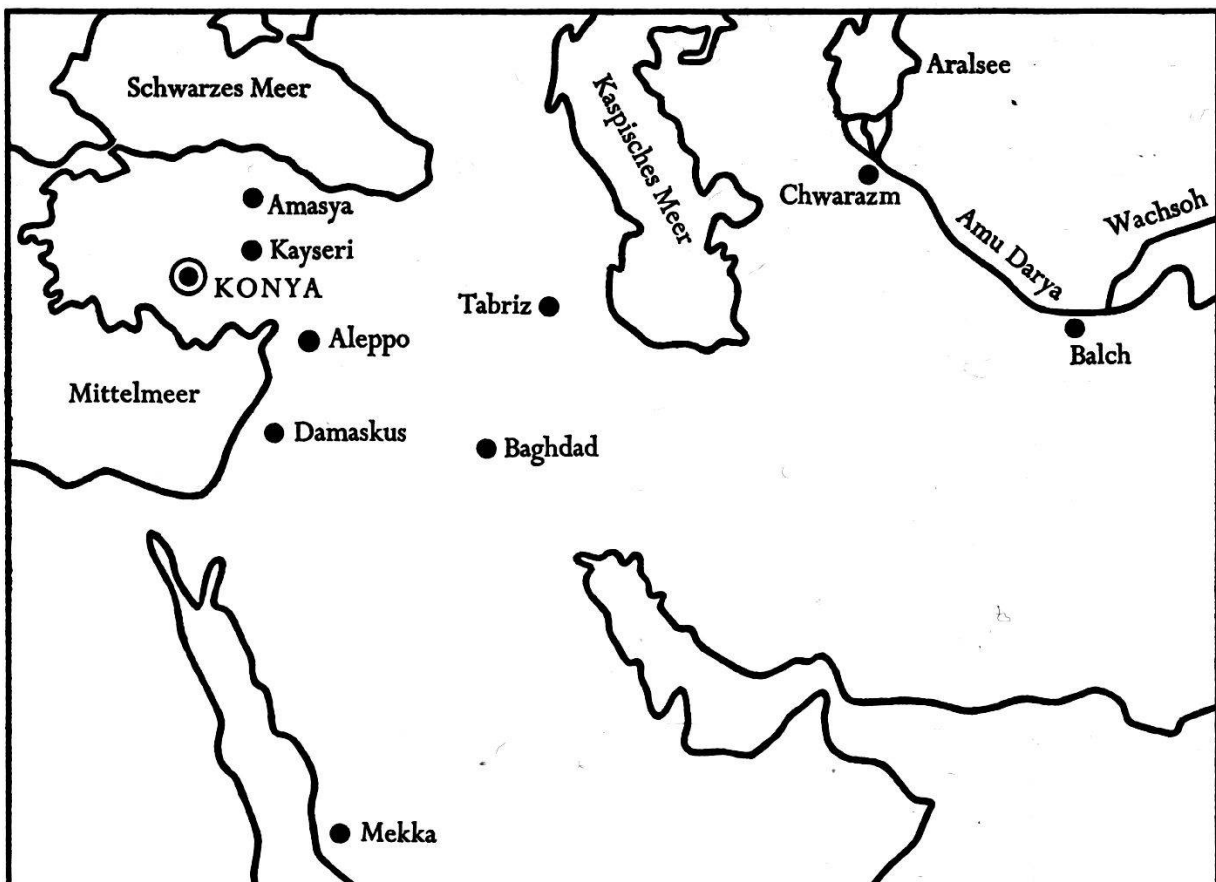 Schwarzes Meer
Kaspisches Meer
Aralsee
Amasya
Chwarazm
Wachsoh
Kayseri
Amu Darya
KONYA
Tabriz
Aleppo
Balch
Mittelmeer
Damaskus
Baghdad
Mekka